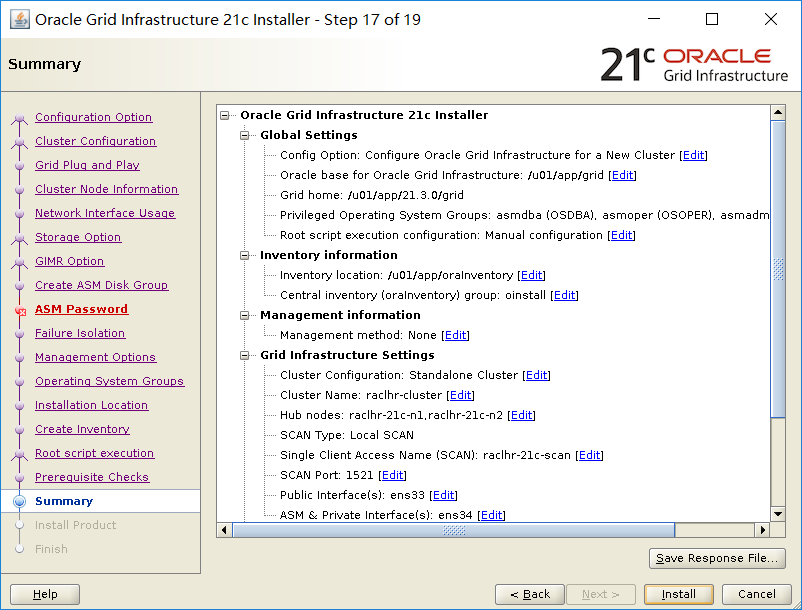 Oracle Grid Infrastructure 21c Installer - Step 17 of 19
Summary
21c ORACLE
Grid Infrastructure
Configuration Option
Cluster Configuration
Grid Plug and Play
Cluster Node Information
Network Interface Usage
Storage Option
GIMR Option
Create ASM Disk Group
ASM Password
Failure Isolation
Management Options
Operating System Groups
Installation Location
Create Inventory
Root script execution
Prerequisite Checks
Summary
Install Product
Finish
Oracle Grid Infrastructure 21c Installer
Global Settings
Config Option: Configure Oracle Grid Infrastructure for a New Cluster [Edit]
Oracle base for Oracle Grid Infrastructure: /u01/app/grid [Edit]
Grid home: /u01/app/21.3.0/grid
Privileged Operating System Groups: asmdba (OSDBA), asmoper (OSOPER), asmadm
Root script execution configuration: Manual configuration [Edit]
Inventory information
Inventory location: /u01/app/oraInventory [Edit]
Central inventory (oraInventory) group: oinstall [Edit]
Management information
Management method: None [Edit]
Grid Infrastructure Settings
Cluster Configuration: Standalone Cluster [Edit]
Cluster Name: raclhr-cluster [Edit]
Hub nodes: raclhr-21c-n1,raclhr-21c-n2 [Edit]
SCAN Type: Local SCAN
Single Client Access Name (SCAN): raclhr-21c-scan [Edit]
SCAN Port: 1521 [Edit]
Public Interface(s): ens33 [Edit]
ASM & Private Interface(s): ens34 [Edit]
Save Response File...
Help
< Back
Next >
Install
Cancel